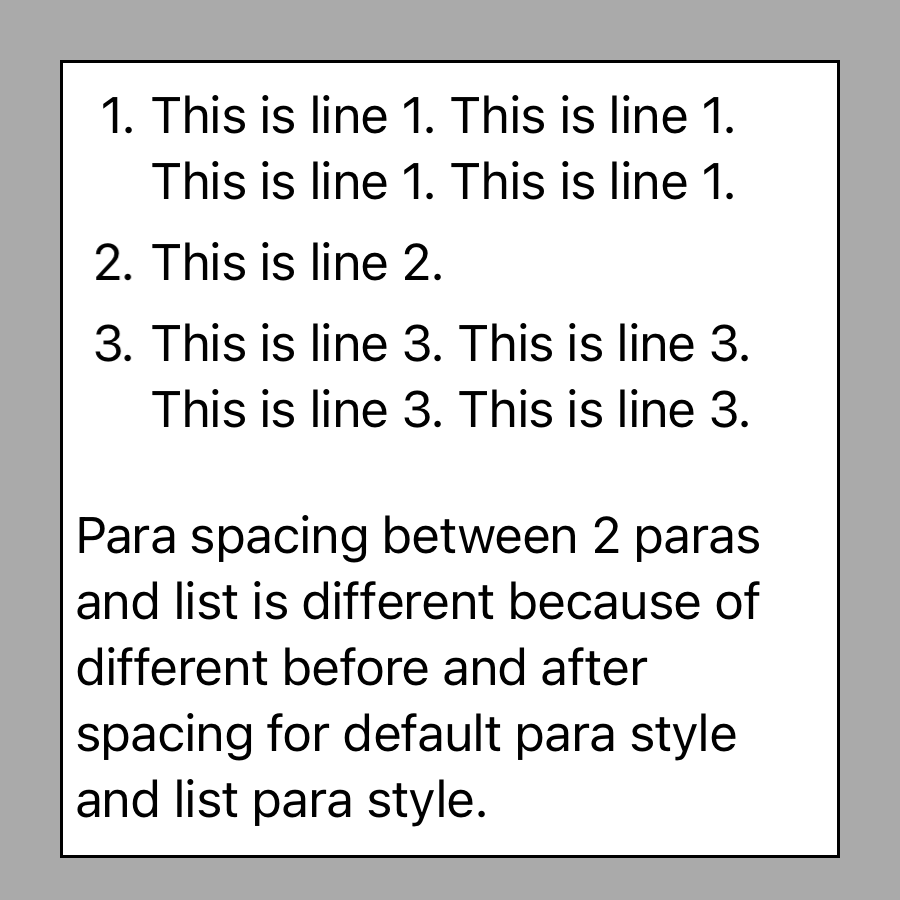 1. This is line 1. This is line 1.
This is line 1. This is line 1.
2. This is line 2.
3. This is line 3. This is line 3.
This is line 3. This is line 3.
Para spacing between 2 paras
and list is different because of
different before and after
spacing for default para style
and list para style.